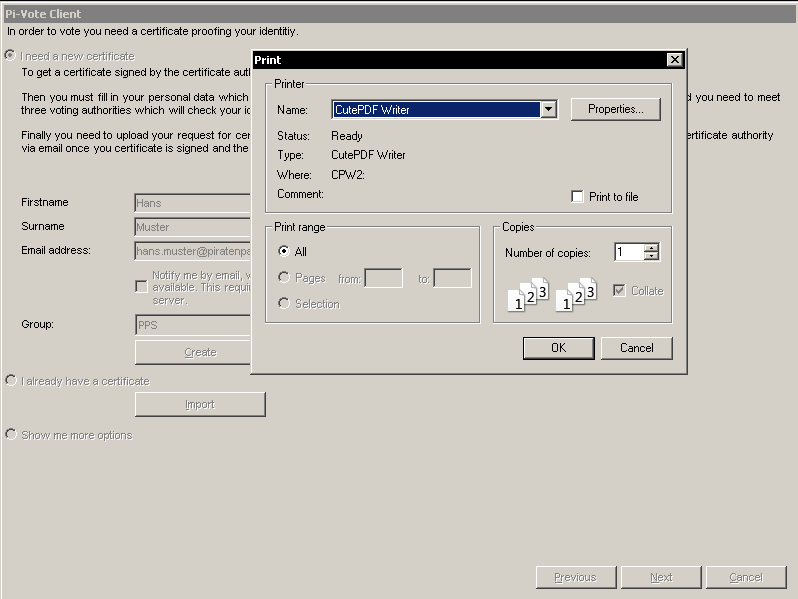 Pi-Vote Client
In order to vote you need a certificate proofing your identitiy.
I need a new certificate
To get a certificate signed by the certificate
Then you must fill in your personal data which
d you need to meet
three voting authorities which will check your
Finally you need to upload your request for
ertificate authority
via email once you certificate is signed and the
Print
Printer
Name:
CutePDF Writer
Properties...
Status:
Ready
Type:
CutePDF Writer
Where:
CPW2:
Comment:
Print to file
Print range
All
Pages
from:
to:
Selection
Copies
Number of copies:
1
1 2 3
1 2 3
Collate
OK
Cancel
Firstname
Hans
Surname
Muster
Email address:
hans.muster@piratenpa
Notify me by email,
available. This requi
server.
Group:
PPS
Create
I already have a certificate
Import
Show me more options
Previous
Next
Cancel